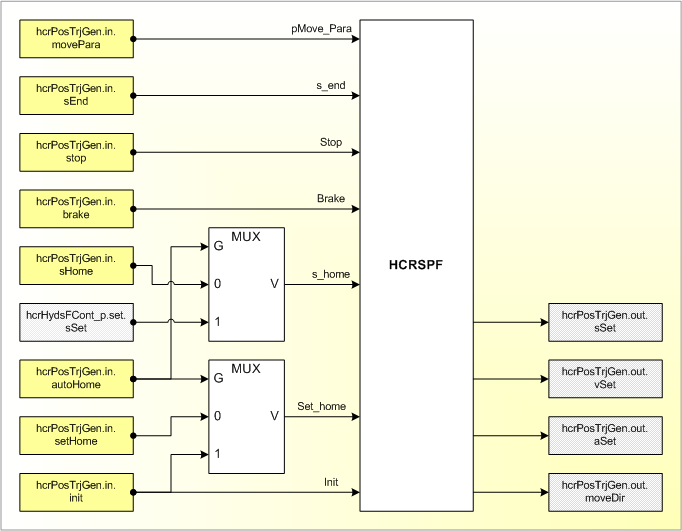 hcrPosTrjGen.in.
movePara
pMove_Para
hcrPosTrjGen.in.
sEnd
s_end
hcrPosTrjGen.in.
stop
Stop
hcrPosTrjGen.in.
brake
Brake
MUX
G
hcrPosTrjGen.in.
sHome
0
V
s_home
HCRSPF
hcrHydsFCont_p.set.
sSet
1
hcrPosTrjGen.out.
sSet
hcrPosTrjGen.in.
autoHome
MUX
G
hcrPosTrjGen.out.
vSet
hcrPosTrjGen.in.
setHome
0
V
Set_home
hcrPosTrjGen.out.
aSet
1
hcrPosTrjGen.in.
init
Init
hcrPosTrjGen.out.
moveDir